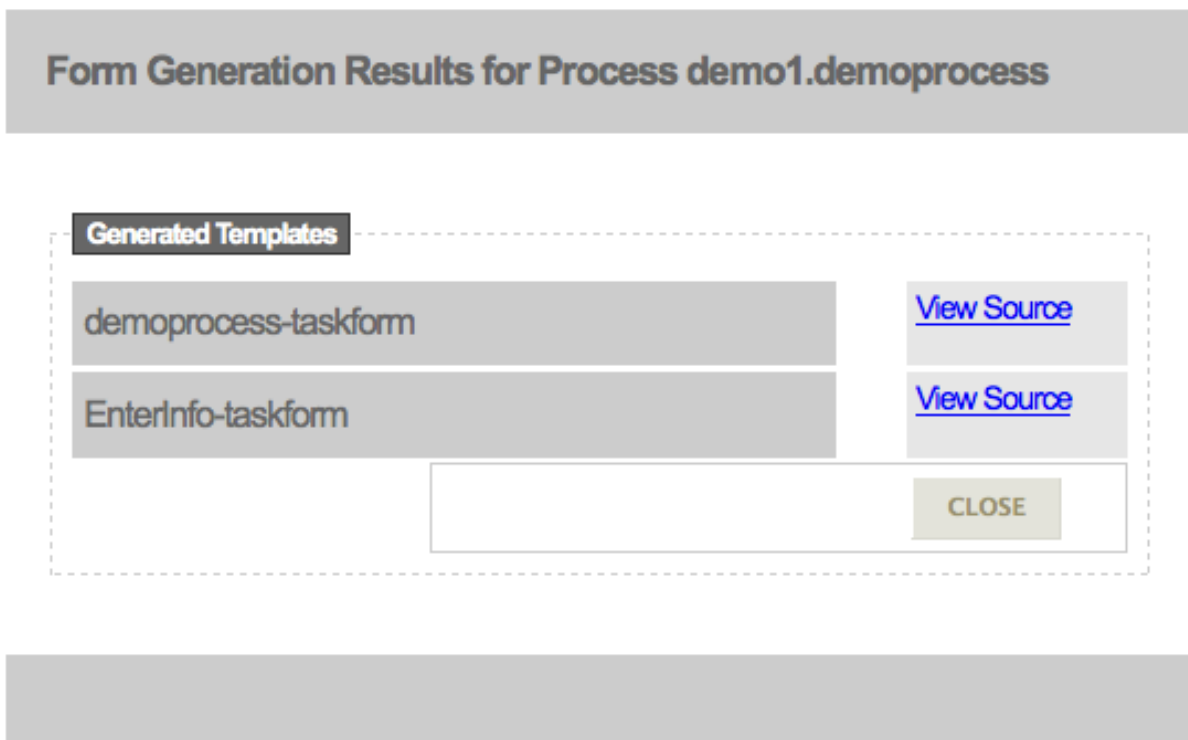 Form Generation Results for Process demo1.demoprocess
Generated Templates
demoprocess-taskform View Source
EnterInfo-taskform View Source
CLOSE